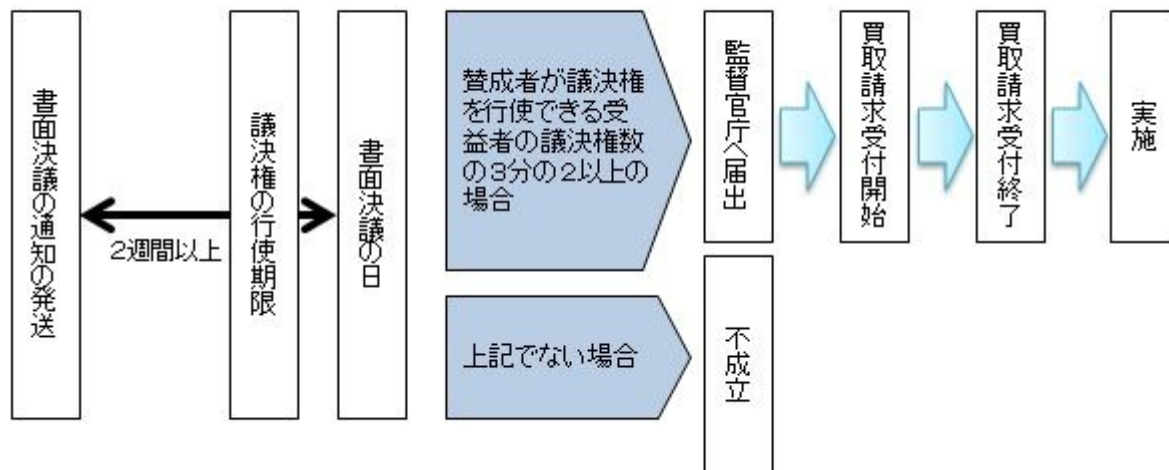 書面決議の通知の発送
2週間以上
議決権の行使期限
書面決議の日
賛成者が議決権
を行使できる受
益者の議決権数
の3分の2以上の
場合
監督官庁へ届出
買取請求受付開始
買取請求受付終了
実施
上記でない場合
不成立